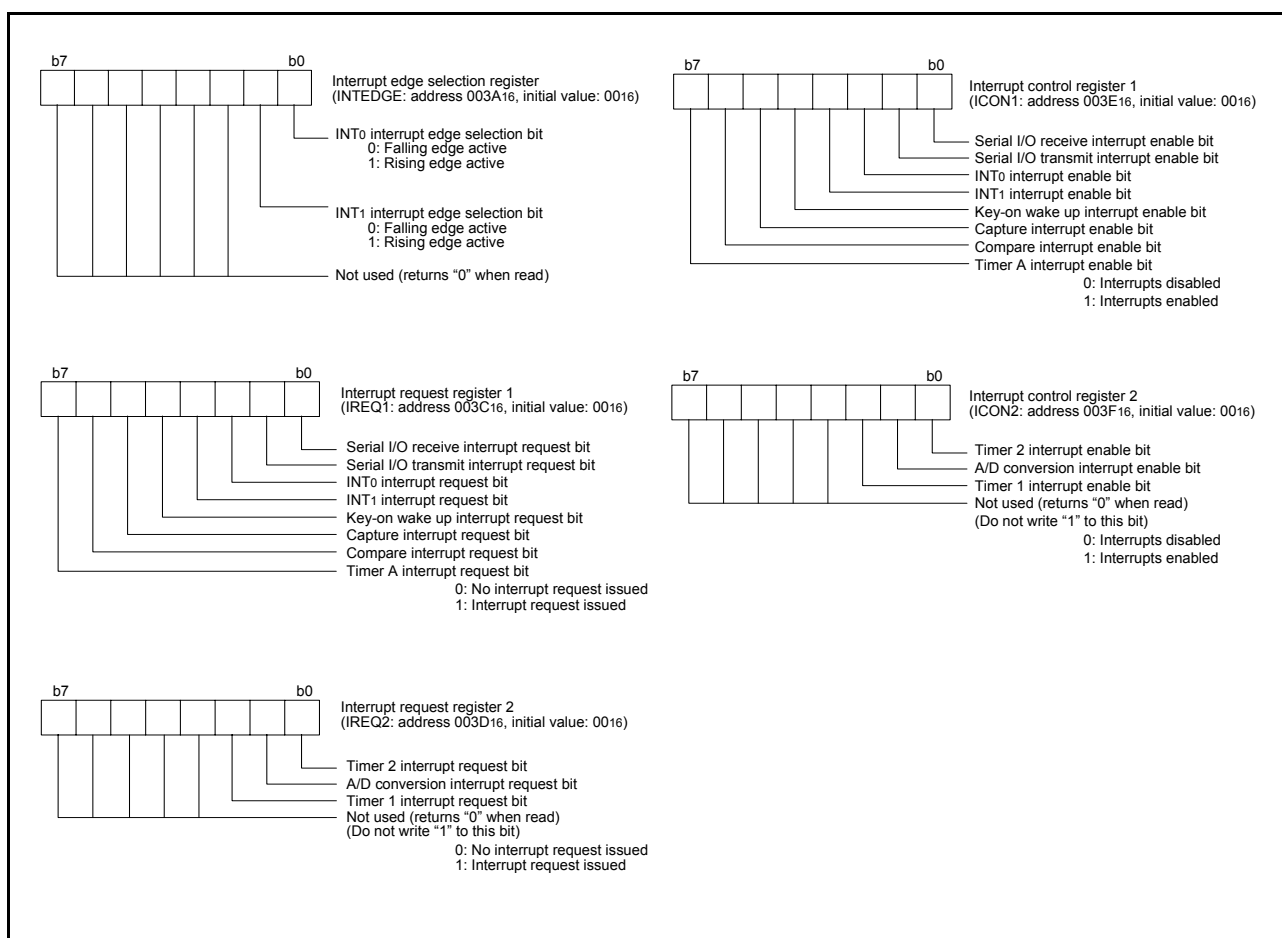 b7 b0
Interrupt edge selection register
(INTEDGE: address 003A16, initial value: 0016)
INT0 interrupt edge selection bit
0: Falling edge active
1: Rising edge active
INT1 interrupt edge selection bit
0: Falling edge active
1: Rising edge active
Not used (returns “0” when read)
b7 b0
Interrupt control register 1
(ICON1: address 003E16, initial value: 0016)
Serial I/O receive interrupt enable bit
Serial I/O transmit interrupt enable bit
INT0 interrupt enable bit
INT1 interrupt enable bit
Key-on wake up interrupt enable bit
Capture interrupt enable bit
Compare interrupt enable bit
Timer A interrupt enable bit
0: Interrupts disabled
1: Interrupts enabled
b7 b0
Interrupt request register 1
(IREQ1: address 003C16, initial value: 0016)
Serial I/O receive interrupt request bit
Serial I/O transmit interrupt request bit
INT0 interrupt request bit
INT1 interrupt request bit
Key-on wake up interrupt request bit
Capture interrupt request bit
Compare interrupt request bit
Timer A interrupt request bit
0: No interrupt request issued
1: Interrupt request issued
b7 b0
Interrupt control register 2
(ICON2: address 003F16, initial value: 0016)
Timer 2 interrupt enable bit
A/D conversion interrupt enable bit
Timer 1 interrupt enable bit
Not used (returns “0” when read)
(Do not write “1” to this bit)
0: Interrupts disabled
1: Interrupts enabled
b7 b0
Interrupt request register 2
(IREQ2: address 003D16, initial value: 0016)
Timer 2 interrupt request bit
A/D conversion interrupt request bit
Timer 1 interrupt request bit
Not used (returns “0” when read)
(Do not write “1” to this bit)
0: No interrupt request issued
1: Interrupt request issued